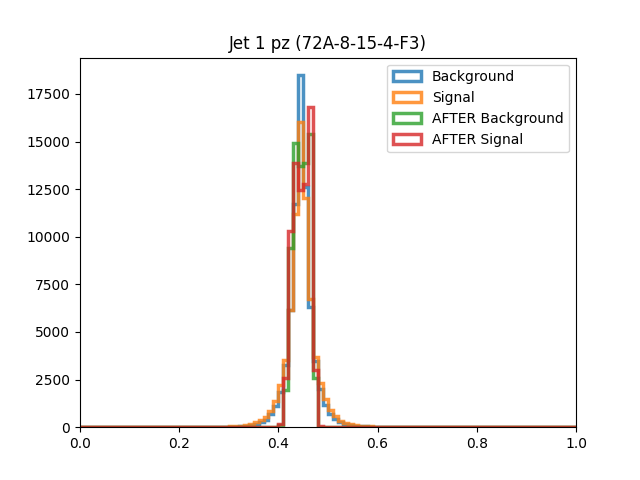 Jet 1 pz (72A-8-15-4-F3)
Background
Signal
AFTER Background
AFTER Signal
17500
15000
12500
10000
7500
5000
2500
0
0.0 0.2 0.4 0.6 0.8 1.0